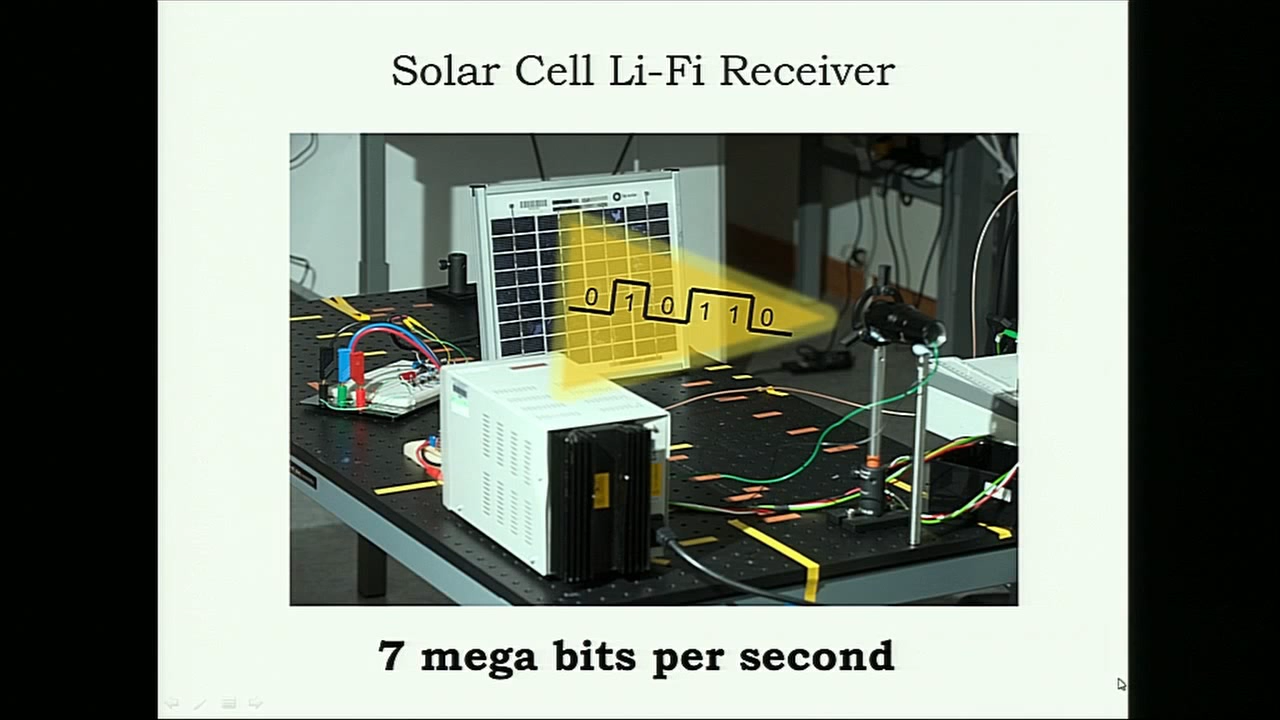 Solar Cell Li-Fi Receiver
0 1 0 1 1 0
7 mega bits per second